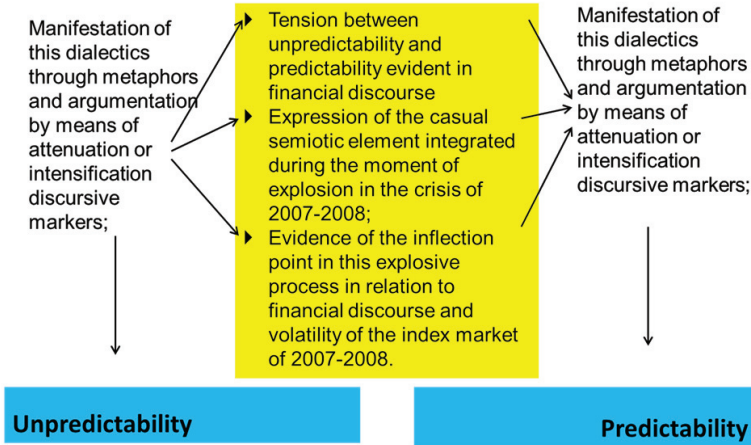 Manifestation of
this dialectics
through metaphors
and argumentation
by means of
attenuation or
intensification
discursive
markers;
Tension between
unpredictability and
predictability evident in
financial discourse
Expression of the casual
semiotic element integrated
during the moment of
explosion in the crisis of
2007-2008;
Evidence of the inflection
point in this explosive
process in relation to
financial discourse and
volatility of the index market
of 2007-2008.
Manifestation of
this dialectics
through metaphors
and argumentation
by means of
attenuation or
intensification
discursive markers;
Unpredictability
Predictability